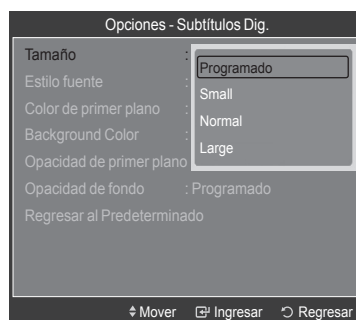 Opciones - Subtítulos Dig.
Tamaño :
Programado
Small
Normal
Large
Estilo fuente :
Color de primer plano :
Background Color :
Opacidad de primer plano
Opacidad de fondo : Programado
Regresar al Predeterminado
Mover Ingresar Regresar